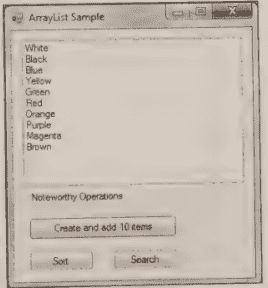 ArrayList Sample
White
Black
Blue
Yellow
Green
Red
Orange
Purple
Magenta
Brown
Noteworthy Operations
Create and add 10 items
Sort
Search